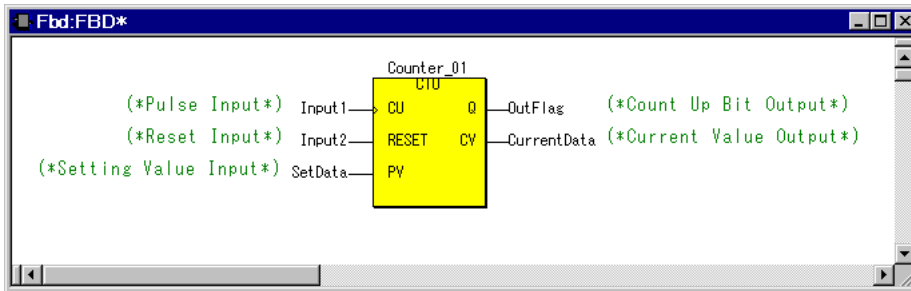 Fbd:FBD*
Counter_01
CTU
(*Pulse Input*) Input1 CU Q OutFlag (*Count Up Bit Output*)
(*Reset Input*) Input2 RESET CV CurrentData (*Current Value Output*)
(*Setting Value Input*) SetData PV